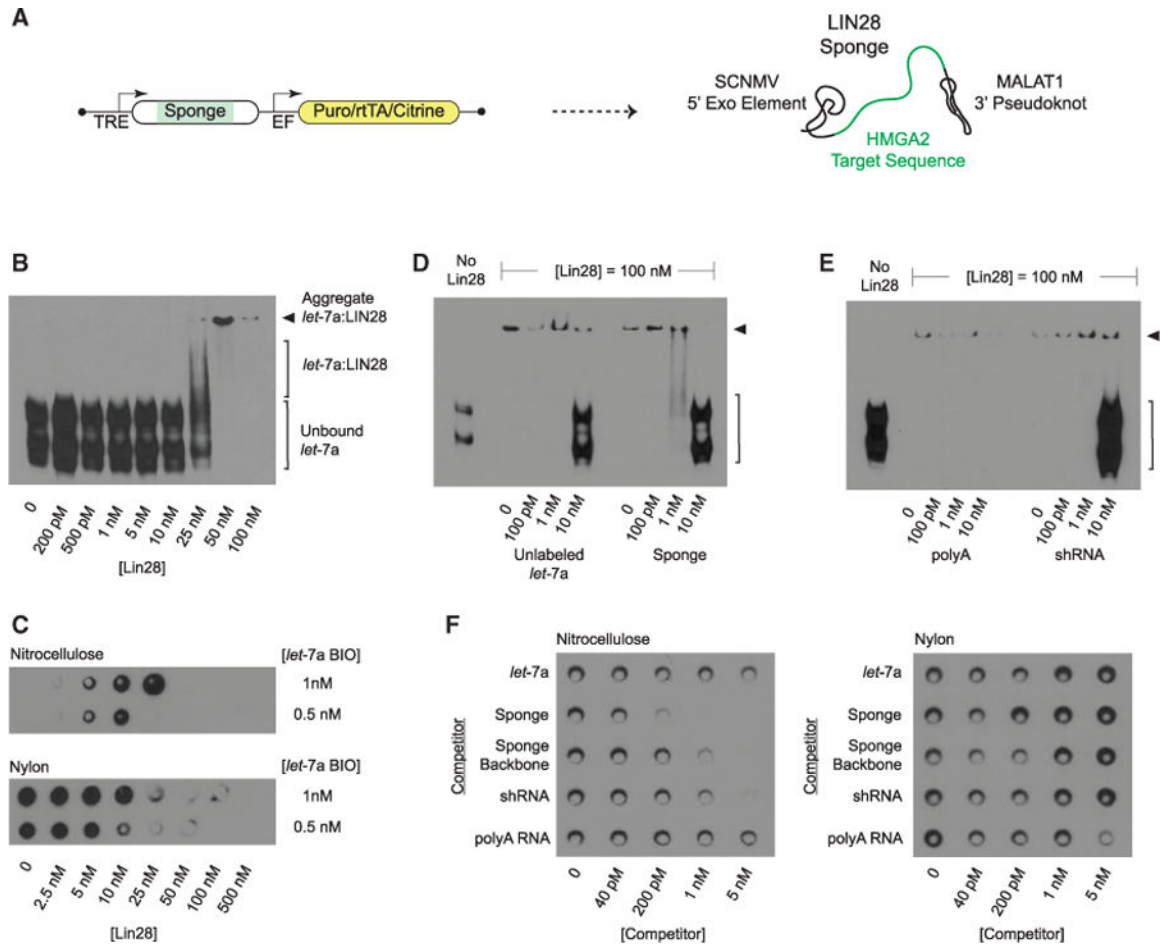 A
TRE
Sponge
EF
Puro/rtTA/Citrine
LIN28
Sponge
SCNMV
5' Exo Element
MALAT1
3' Pseudoknot
HMGA2
Target Sequence
B
Aggregate
let-7a:LIN28
let-7a:LIN28
Unbound
let-7a
0 200 pM 500 pM 1 nM 5 nM 10 nM 25 nM 50 nM 100 nM
[Lin28]
D
No
Lin28
[Lin28] = 100 nM
0 100 pM 1 nM 10 nM 0 100 pM 1 nM 10 nM
Unlabeled
let-7a
Sponge
E
No
Lin28
[Lin28] = 100 nM
0 100 pM 1 nM 10 nM 0 100 pM 1 nM 10 nM
polyA shRNA
C
Nitrocellulose [let-7a BIO]
1nM
0.5 nM
Nylon [let-7a BIO]
1nM
0.5 nM
0 2.5 nM 5 nM 10 nM 25 nM 50 nM 100 nM 500 nM
[Lin28]
F
Nitrocellulose
Competitor
let-7a
Sponge
Sponge
Backbone
shRNA
polyA RNA
0 40 pM 200 pM 1 nM 5 nM
[Competitor]
Nylon
Competitor
let-7a
Sponge
Sponge
Backbone
shRNA
polyA RNA
0 40 pM 200 pM 1 nM 5 nM
[Competitor]